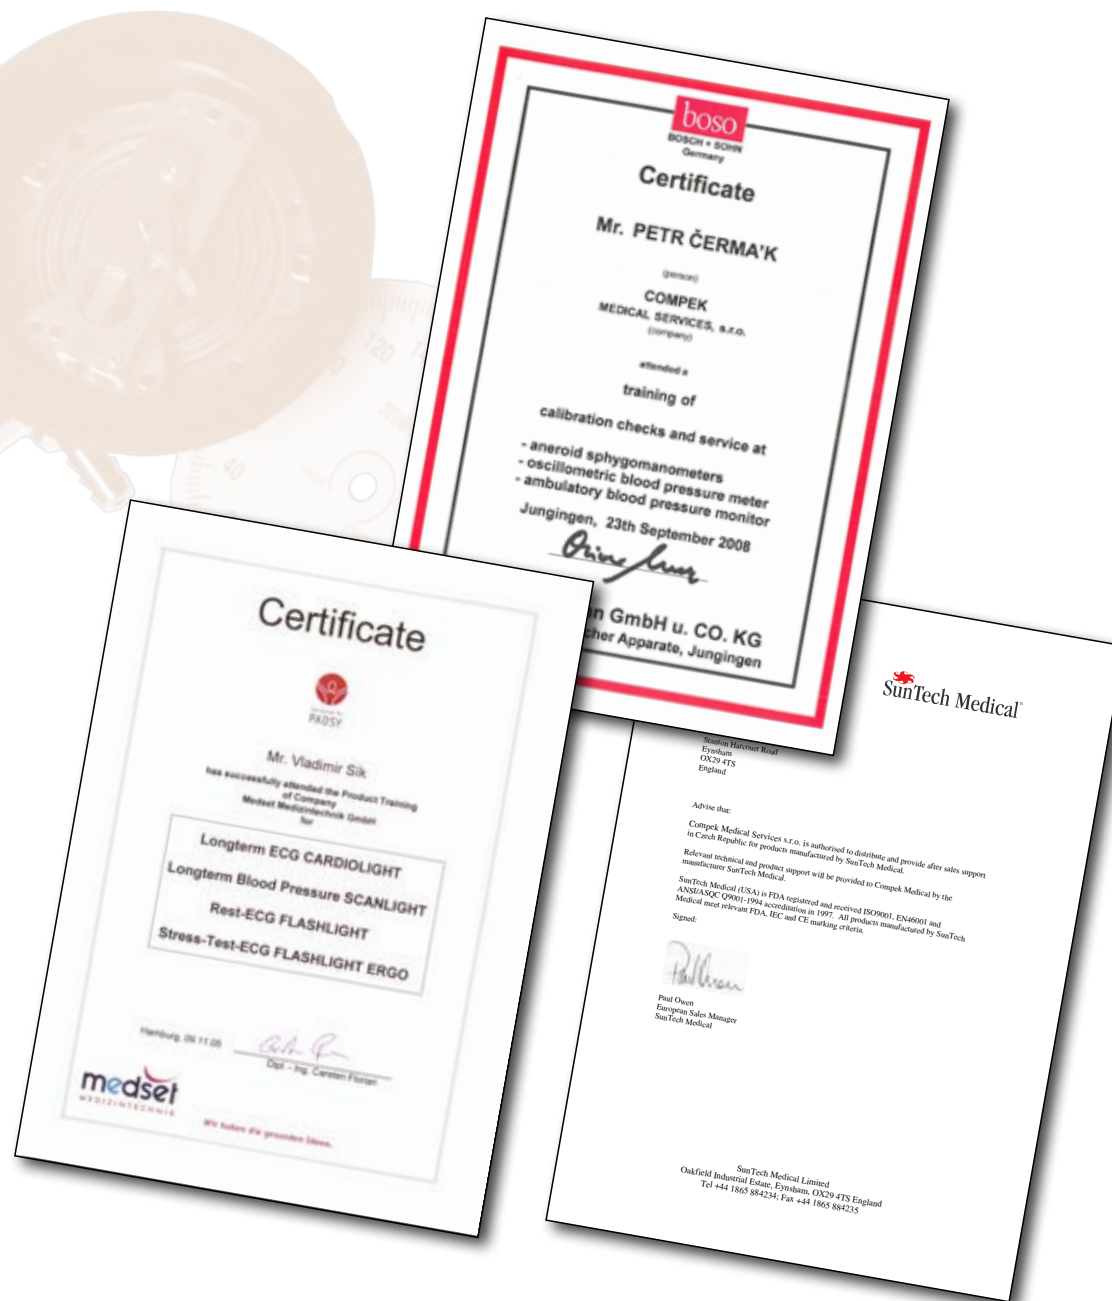 boso
BOSCH + SOHN
Germany
Certificate
Mr. PETR ČERMA'K
(person)
COMPEK
MEDICAL SERVICES, s.r.o.
(company)
attended a
training of
calibration checks and service at
- aneroid sphygomanometers
- oscillometric blood pressure meter
- ambulatory blood pressure monitor
Jungingen, 23th September 2008
GmbH u. CO. KG
Apparate, Jungingen
120
40
Certificate
PADSY
Mr. Vladimir Sik
has successfully attended the Product Training
of Company
Medset Medizintechnik GmbH
for
Longterm ECG CARDIOLIGHT
Longterm Blood Pressure SCANLIGHT
Rest-ECG FLASHLIGHT
Stress-Test-ECG FLASHLIGHT ERGO
Hamburg, 09.11.05
Dipl. - Ing. Carsten Florian
medset
MEDIZINTECHNIK
Wir haben die gesunden Ideen.
SunTech Medical
Stanton Harcourt Road
Eynsham
OX29 4TS
England
Advise that:
Compek Medical Services s.r.o. is authorised to distribute and provide after sales support
in Czech Republic for products manufactured by SunTech Medical.
Relevant technical and product support will be provided to Compek Medical by the
manufacturer SunTech Medical.
SunTech Medical (USA) is FDA registered and received ISO9001, EN46001 and
ANSI/ASQC Q9001-1994 accreditation in 1997. All products manufactured by SunTech
Medical meet relevant FDA, IEC and CE marking criteria.
Signed:
Paul Owen
European Sales Manager
SunTech Medical
SunTech Medical Limited
Oakfield Industrial Estate, Eynsham, OX29 4TS England
Tel +44 1865 884234; Fax +44 1865 884235